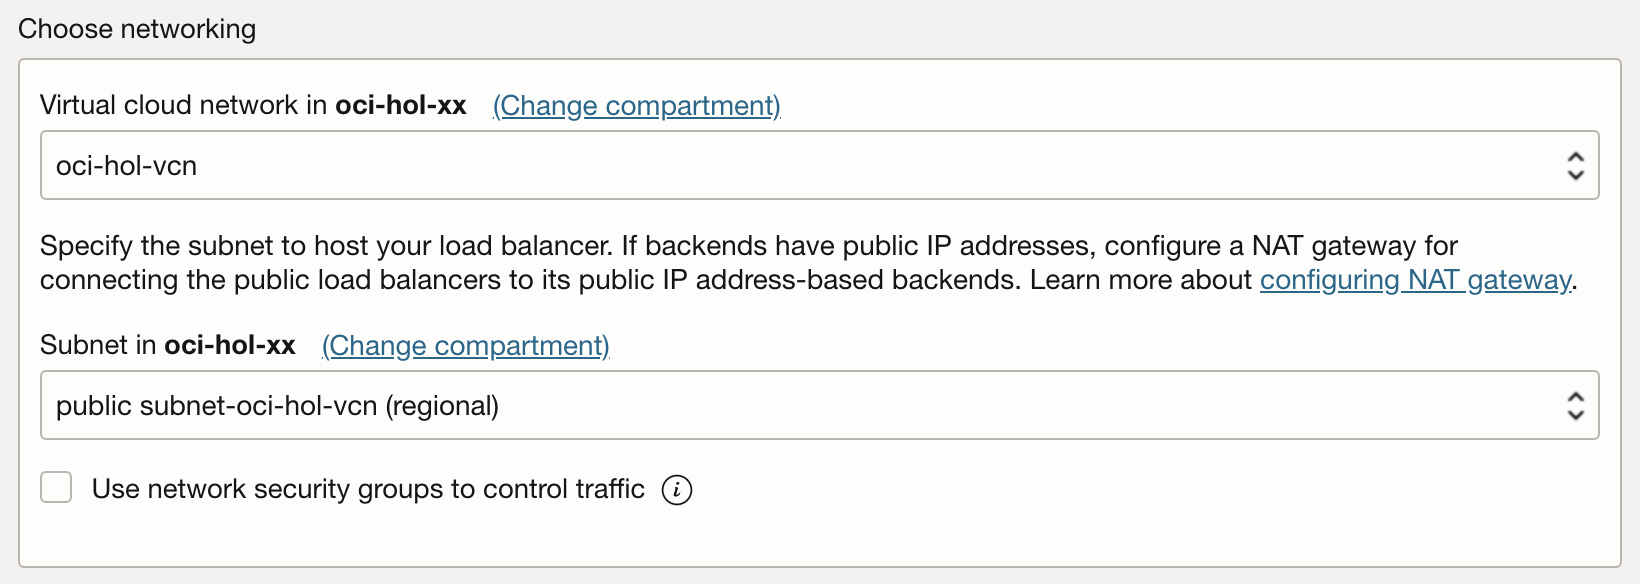 Choose networking
Virtual cloud network in oci-hol-xx (Change compartment)
oci-hol-vcn
Specify the subnet to host your load balancer. If backends have public IP addresses, configure a NAT gateway for
connecting the public load balancers to its public IP address-based backends. Learn more about configuring NAT gateway.
Subnet in oci-hol-xx (Change compartment)
public subnet-oci-hol-vcn (regional)
Use network security groups to control traffic i